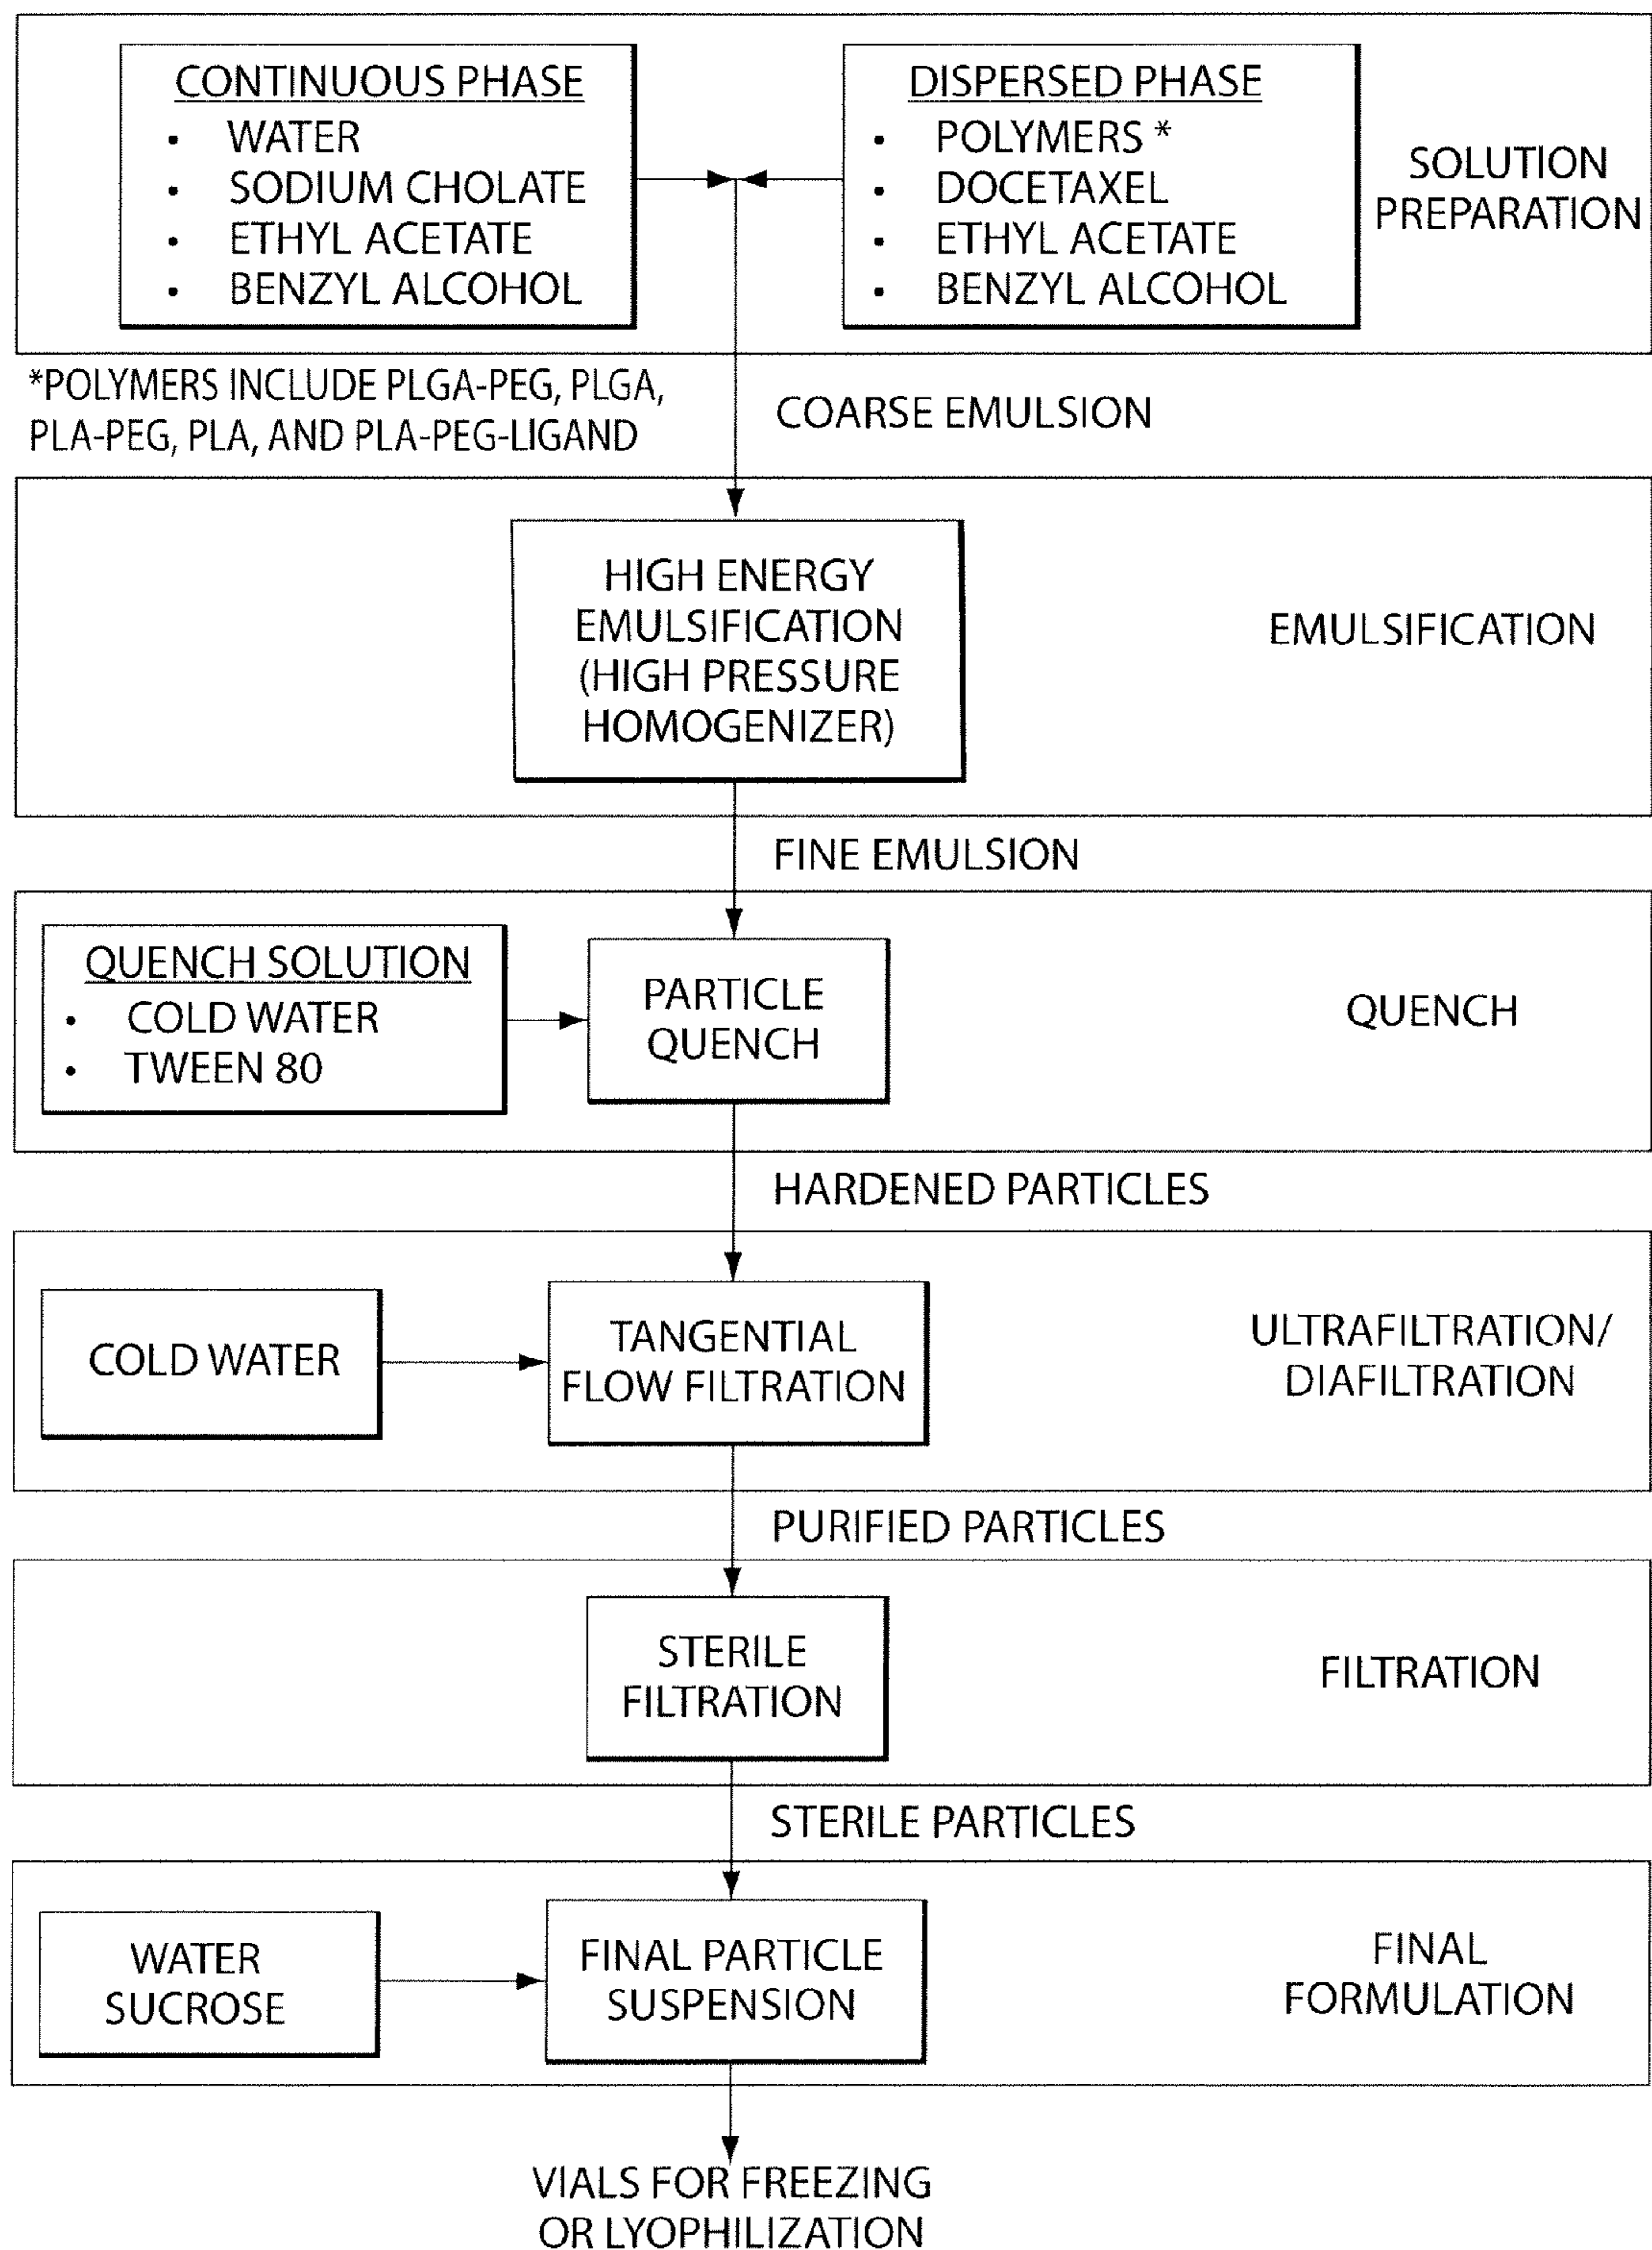 CONTINUOUS PHASE
• WATER
• SODIUM CHOLATE
• ETHYL ACETATE
• BENZYL ALCOHOL
DISPERSED PHASE
• POLYMERS *
• DOCETAXEL
• ETHYL ACETATE
• BENZYL ALCOHOL
SOLUTION
PREPARATION
*POLYMERS INCLUDE PLGA-PEG, PLGA,
PLA-PEG, PLA, AND PLA-PEG-LIGAND
COARSE EMULSION
HIGH ENERGY
EMULSIFICATION
(HIGH PRESSURE
HOMOGENIZER)
EMULSIFICATION
FINE EMULSION
QUENCH SOLUTION
• COLD WATER
• TWEEN 80
PARTICLE
QUENCH
QUENCH
HARDENED PARTICLES
COLD WATER
TANGENTIAL
FLOW FILTRATION
ULTRAFILTRATION/
DIAFILTRATION
PURIFIED PARTICLES
STERILE
FILTRATION
FILTRATION
STERILE PARTICLES
WATER
SUCROSE
FINAL PARTICLE
SUSPENSION
FINAL
FORMULATION
VIALS FOR FREEZING
OR LYOPHILIZATION